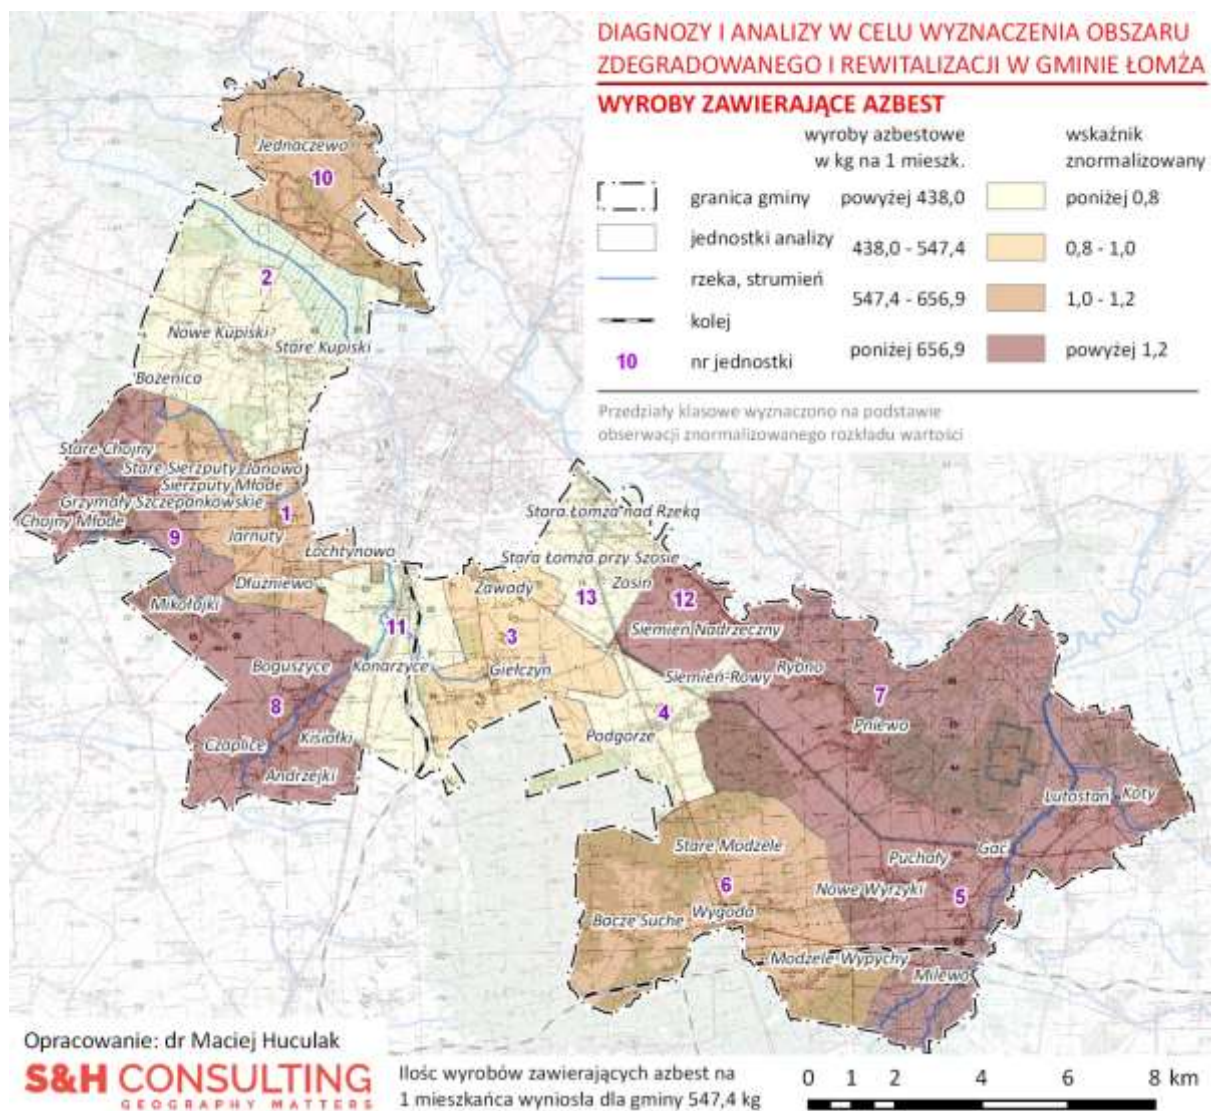 DIAGNOZY I ANALIZY W CELU WYZNACZENIA OBSZARU
ZDEGRADOWANEGO I REWITALIZACJI W GMINIE ŁOMŻA
WYROBY ZAWIERAJĄCE AZBEST
wyroby azbestowe
w kg na 1 mieszk.
wskaźnik
znormalizowany
granica gminy
powyżej 438,0
poniżej 0,8
jednostki analizy
438,0 - 547,4
0,8 - 1,0
rzeka, strumień
547,4 - 656,9
1,0 - 1,2
kolej
poniżej 656,9
powyżej 1,2
10
nr jednostki
Przedziały klasowe wyznaczono na podstawie
obserwacji znormalizowanego rozkładu wartości
Jednaczewo
10
2
Nowe Kupiski
Stare Kupiski
Bożenica
Stare Chojny
Stare Sierzputy
Janowo
Sierzputy Młode
Grzymały Szczepankowskie
Chojny Młode
1
9
Jarnuty
Łochtynowo
Dłużniewo
Mikołajki
Stara Łomża nad Rzeką
Stara Łomża przy Szosie
Zosin
Zawady
13
12
11
3
Siemień Nadrzeczny
Boguszyce
Konarzyce
Giełczyn
Siemień-Rowy
Rybno
7
8
4
Pniewo
Czaplice
Kisiołki
Podgórze
Andrzejki
Lutostań
Koty
Stare Modzele
Gać
Puchały
6
Nowe Wyrzyki
5
Bacze Suche
Wygoda
Modzele-Wypychy
Milewo
Opracowanie: dr Maciej Huculak
S&H CONSULTING
GEOGRAPHY MATTERS
Ilośc wyrobów zawierających azbest na
1 mieszkańca wyniosła dla gminy 547,4 kg
0 1 2 4 6 8 km